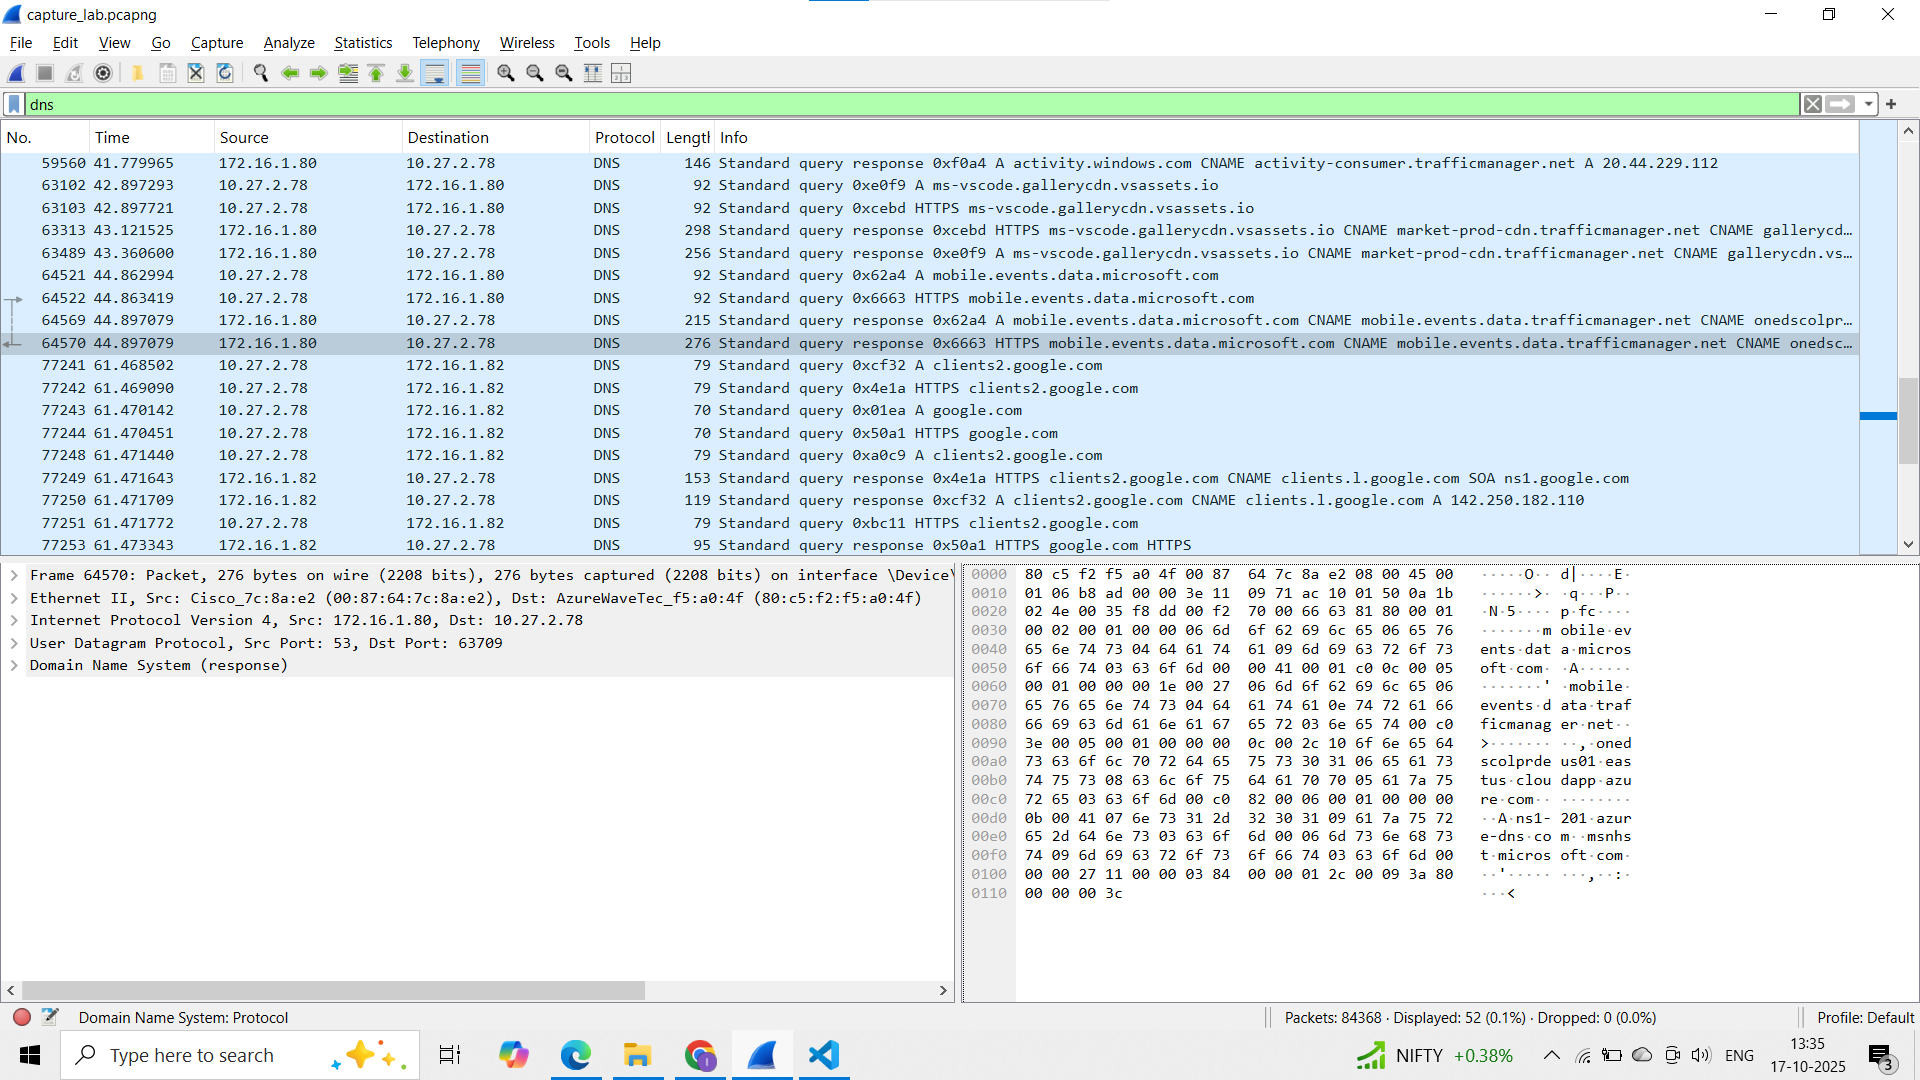 capture_lab.pcapng
File Edit View Go Capture Analyze Statistics Telephony Wireless Tools Help
dns
No. Time Source Destination Protocol Length Info
59560 41.779965 172.16.1.80 10.27.2.78 DNS 146 Standard query response 0xf0a4 A activity.windows.com CNAME activity-consumer.trafficmanager.net A 20.44.229.112
63102 42.897293 10.27.2.78 172.16.1.80 DNS 92 Standard query 0xe0f9 A ms-vscode.gallerycdn.vsassets.io
63103 42.897721 10.27.2.78 172.16.1.80 DNS 92 Standard query 0xcebd HTTPS ms-vscode.gallerycdn.vsassets.io
63313 43.121525 172.16.1.80 10.27.2.78 DNS 298 Standard query response 0xcebd HTTPS ms-vscode.gallerycdn.vsassets.io CNAME market-prod-cdn.trafficmanager.net CNAME gallerycd…
63489 43.360600 172.16.1.80 10.27.2.78 DNS 256 Standard query response 0xe0f9 A ms-vscode.gallerycdn.vsassets.io CNAME market-prod-cdn.trafficmanager.net CNAME gallerycdn.vs…
64521 44.862994 10.27.2.78 172.16.1.80 DNS 92 Standard query 0x62a4 A mobile.events.data.microsoft.com
64522 44.863419 10.27.2.78 172.16.1.80 DNS 92 Standard query 0x6663 HTTPS mobile.events.data.microsoft.com
64569 44.897079 172.16.1.80 10.27.2.78 DNS 215 Standard query response 0x62a4 A mobile.events.data.microsoft.com CNAME mobile.events.data.trafficmanager.net CNAME onedscolpr…
64570 44.897079 172.16.1.80 10.27.2.78 DNS 276 Standard query response 0x6663 HTTPS mobile.events.data.microsoft.com CNAME mobile.events.data.trafficmanager.net CNAME onedsc…
77241 61.468502 10.27.2.78 172.16.1.82 DNS 79 Standard query 0xcf32 A clients2.google.com
77242 61.469090 10.27.2.78 172.16.1.82 DNS 79 Standard query 0x4e1a HTTPS clients2.google.com
77243 61.470142 10.27.2.78 172.16.1.82 DNS 70 Standard query 0x01ea A google.com
77244 61.470451 10.27.2.78 172.16.1.82 DNS 70 Standard query 0x50a1 HTTPS google.com
77248 61.471440 10.27.2.78 172.16.1.82 DNS 79 Standard query 0xa0c9 A clients2.google.com
77249 61.471643 172.16.1.82 10.27.2.78 DNS 153 Standard query response 0x4e1a HTTPS clients2.google.com CNAME clients.l.google.com SOA ns1.google.com
77250 61.471709 172.16.1.82 10.27.2.78 DNS 119 Standard query response 0xcf32 A clients2.google.com CNAME clients.l.google.com A 142.250.182.110
77251 61.471772 10.27.2.78 172.16.1.82 DNS 79 Standard query 0xbc11 HTTPS clients2.google.com
77253 61.473343 172.16.1.82 10.27.2.78 DNS 95 Standard query response 0x50a1 HTTPS google.com HTTPS
Frame 64570: Packet, 276 bytes on wire (2208 bits), 276 bytes captured (2208 bits) on interface \Device\
Ethernet II, Src: Cisco_7c:8a:e2 (00:87:64:7c:8a:e2), Dst: AzureWaveTec_f5:a0:4f (80:c5:f2:f5:a0:4f)
Internet Protocol Version 4, Src: 172.16.1.80, Dst: 10.27.2.78
User Datagram Protocol, Src Port: 53, Dst Port: 63709
Domain Name System (response)
0000 80 c5 f2 f5 a0 4f 00 87 64 7c 8a e2 08 00 45 00 ·····O·· d|····E·
0010 01 06 b8 ad 00 00 3e 11 09 71 ac 10 01 50 0a 1b ······>· ·q···P··
0020 02 4e 00 35 f8 dd 00 f2 70 00 66 63 81 80 00 01 ·N·5···· p·fc····
0030 00 02 00 01 00 00 06 6d 6f 62 69 6c 65 06 65 76 ·······m obile·ev
0040 65 6e 74 73 04 64 61 74 61 09 6d 69 63 72 6f 73 ents·dat a·micros
0050 6f 66 74 03 63 6f 6d 00 00 41 00 01 c0 0c 00 05 oft·com· ·A······
0060 00 01 00 00 00 1e 00 27 06 6d 6f 62 69 6c 65 06 ·······' ·mobile·
0070 65 76 65 6e 74 73 04 64 61 74 61 0e 74 72 61 66 events·d ata·traf
0080 66 69 63 6d 61 6e 61 67 65 72 03 6e 65 74 00 c0 ficmanag er·net··
0090 3e 00 05 00 01 00 00 00 0c 00 2c 10 6f 6e 65 64 >······· ··,·oned
00a0 73 63 6f 6c 70 72 64 65 75 73 30 31 06 65 61 73 scolprde us01·eas
00b0 74 75 73 08 63 6c 6f 75 64 61 70 70 05 61 7a 75 tus·clou dapp·azu
00c0 72 65 03 63 6f 6d 00 c0 82 00 06 00 01 00 00 00 re·com·· ········
00d0 0b 00 41 07 6e 73 31 2d 32 30 31 09 61 7a 75 72 ··A·ns1- 201·azur
00e0 65 2d 64 6e 73 03 63 6f 6d 00 06 6d 73 6e 68 73 e-dns·co m··msnhs
00f0 74 09 6d 69 63 72 6f 73 6f 66 74 03 63 6f 6d 00 t·micros oft·com·
0100 00 00 27 11 00 00 03 84 00 00 01 2c 00 09 3a 80 ··'····· ···,··:·
0110 00 00 00 3c ···<
Domain Name System: Protocol
Packets: 84368 · Displayed: 52 (0.1%) · Dropped: 0 (0.0%)
Profile: Default
Type here to search
NIFTY +0.38%
ENG
13:35
17-10-2025
3